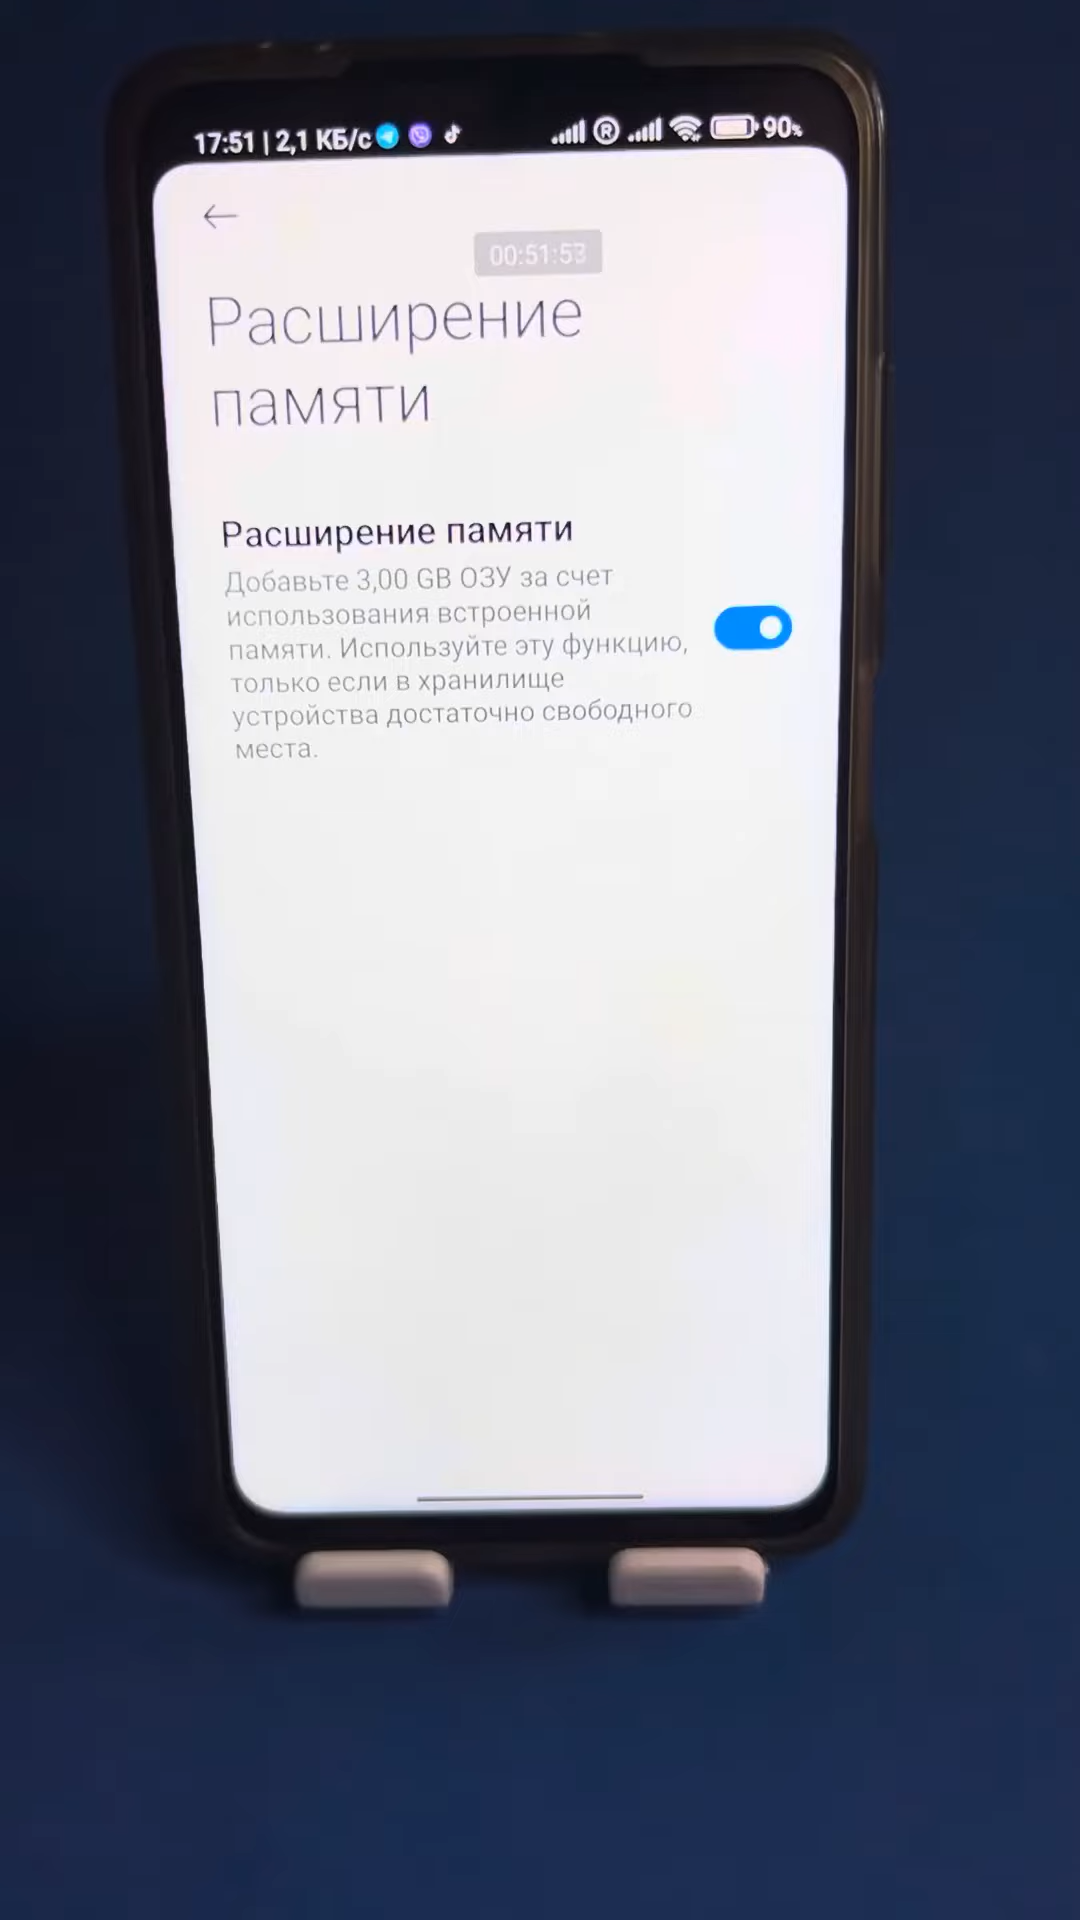 17:51 | 2,1 КБ/с ® 90%
00:51:53
Расширение
памяти
Расширение памяти
Добавьте 3,00 GB ОЗУ за счет
использования встроенной
памяти. Используйте эту функцию,
только если в хранилище
устройства достаточно свободного
места.